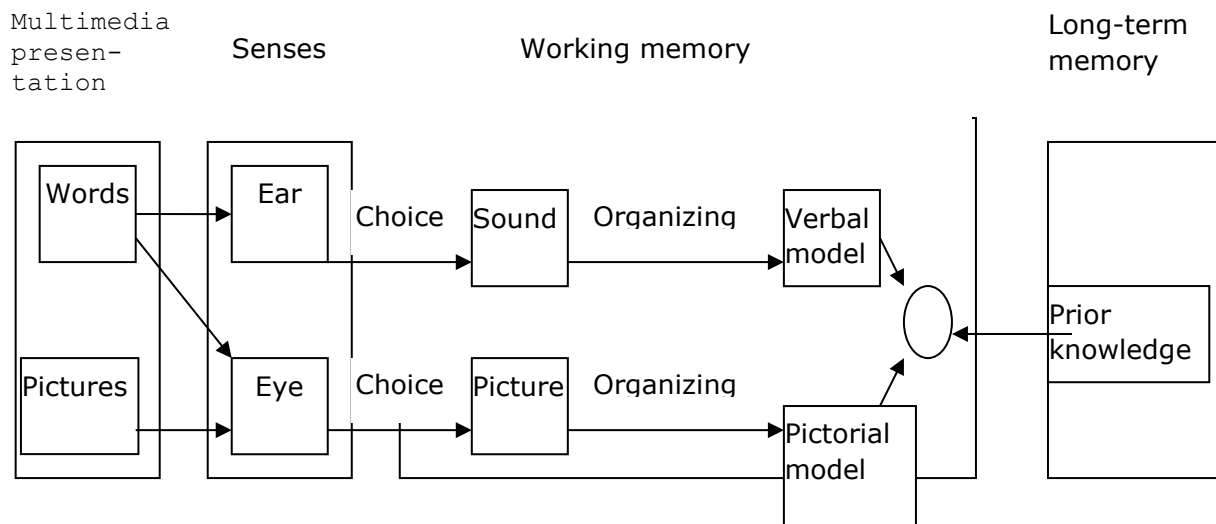 Multimedia
presen-
tation
Senses
Working memory
Long-term
memory
Words
Ear
Choice
Sound
Organizing
Verbal
model
Prior
knowledge
Pictures
Eye
Choice
Picture
Organizing
Pictorial
model